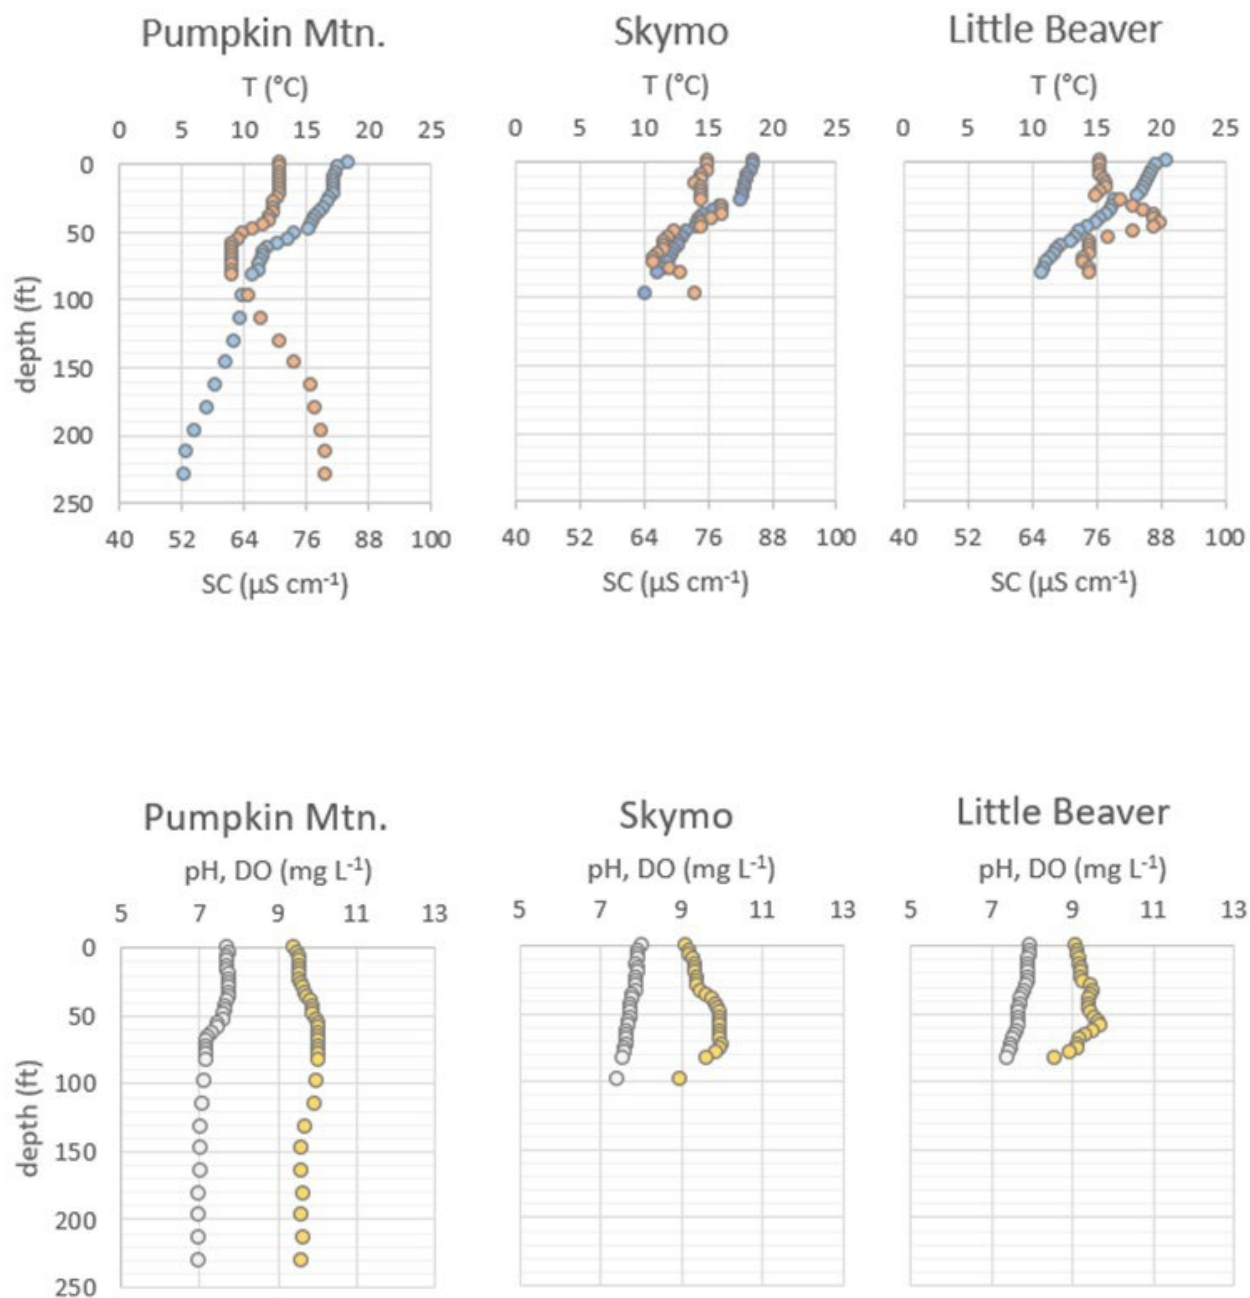 Pumpkin Mtn. Skymo Little Beaver
T (°C) T (°C) T (°C)
0 5 10 15 20 25 0 5 10 15 20 25 0 5 10 15 20 25
0
50
100
150
200
250
depth (ft)
40 52 64 76 88 100 40 52 64 76 88 100 40 52 64 76 88 100
SC (µS cm⁻¹) SC (µS cm⁻¹) SC (µS cm⁻¹)
Pumpkin Mtn. Skymo Little Beaver
pH, DO (mg L⁻¹) pH, DO (mg L⁻¹) pH, DO (mg L⁻¹)
5 7 9 11 13 5 7 9 11 13 5 7 9 11 13
0
50
100
150
200
250
depth (ft)